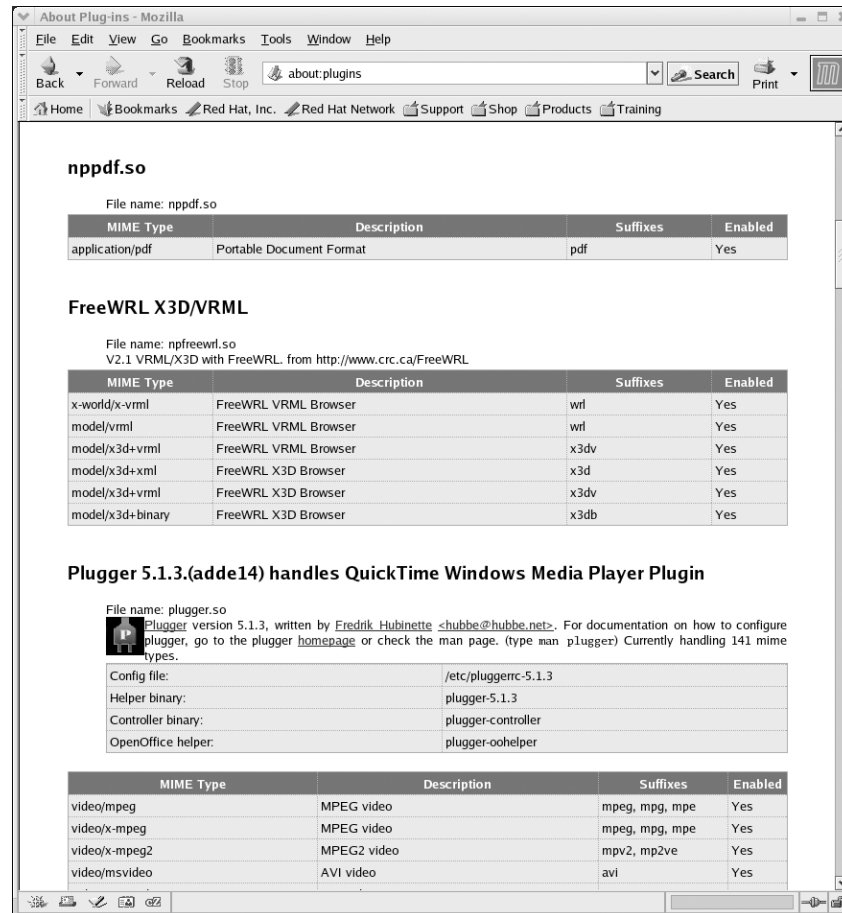 About Plug-ins - Mozilla
File Edit View Go Bookmarks Tools Window Help
Back Forward Reload Stop about:plugins Search Print
Home Bookmarks Red Hat, Inc. Red Hat Network Support Shop Products Training
nppdf.so
File name: nppdf.so
MIME Type Description Suffixes Enabled
application/pdf Portable Document Format pdf Yes
FreeWRL X3D/VRML
File name: npfreewrl.so
V2.1 VRML/X3D with FreeWRL. from http://www.crc.ca/FreeWRL
MIME Type Description Suffixes Enabled
x-world/x-vrml FreeWRL VRML Browser wrl Yes
model/vrml FreeWRL VRML Browser wrl Yes
model/x3d+vrml FreeWRL VRML Browser x3dv Yes
model/x3d+xml FreeWRL X3D Browser x3d Yes
model/x3d+vrml FreeWRL X3D Browser x3dv Yes
model/x3d+binary FreeWRL X3D Browser x3db Yes
Plugger 5.1.3.(adde14) handles QuickTime Windows Media Player Plugin
File name: plugger.so
P Plugger version 5.1.3, written by Fredrik Hubinette <hubbe@hubbe.net>. For documentation on how to configure
plugger, go to the plugger homepage or check the man page. (type man plugger) Currently handling 141 mime
types.
Config file: /etc/pluggerrc-5.1.3
Helper binary: plugger-5.1.3
Controller binary: plugger-controller
OpenOffice helper: plugger-oohelper
MIME Type Description Suffixes Enabled
video/mpeg MPEG video mpeg, mpg, mpe Yes
video/x-mpeg MPEG video mpeg, mpg, mpe Yes
video/x-mpeg2 MPEG2 video mpv2, mp2ve Yes
video/msvideo AVI video avi Yes